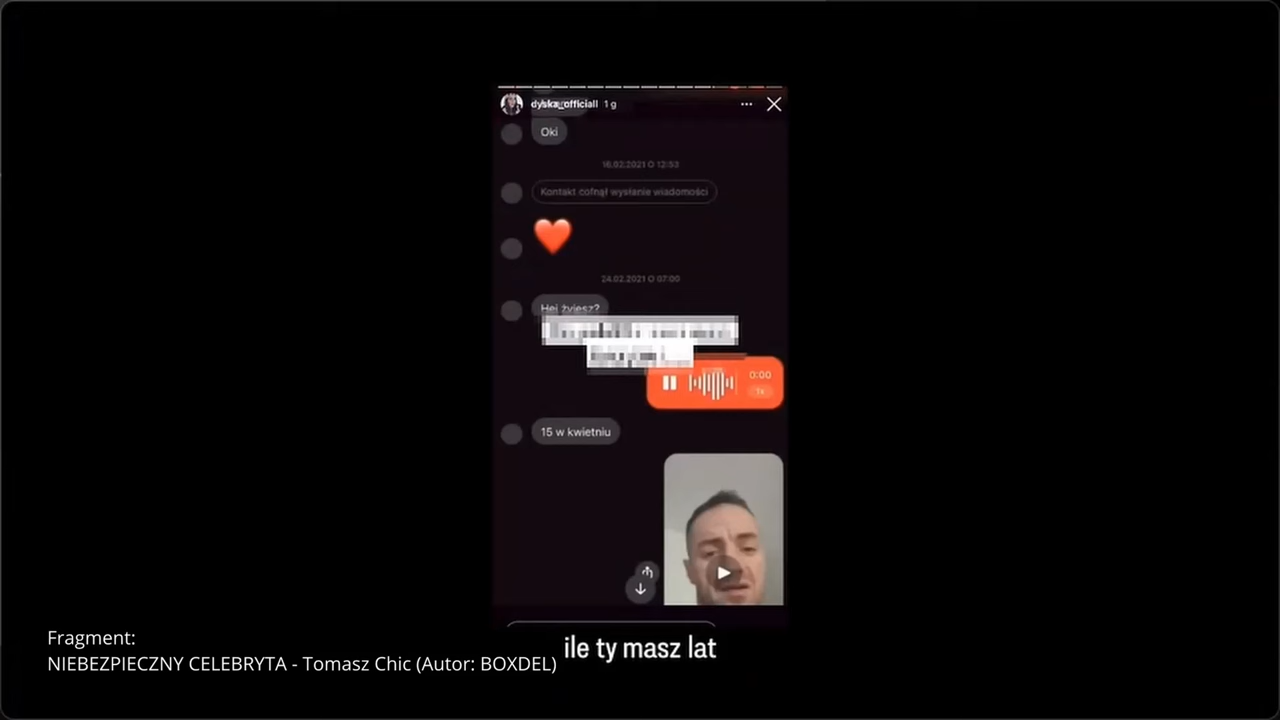 dyska_officiall 1 g
Oki
16.02.2021 O 12:53
Kontakt cofnął wysłanie wiadomości
24.02.2021 O 07:00
Hej żyjesz?
0:00
1x
15 w kwietniu
ile ty masz lat
Fragment:
NIEBEZPIECZNY CELEBRYTA - Tomasz Chic (Autor: BOXDEL)